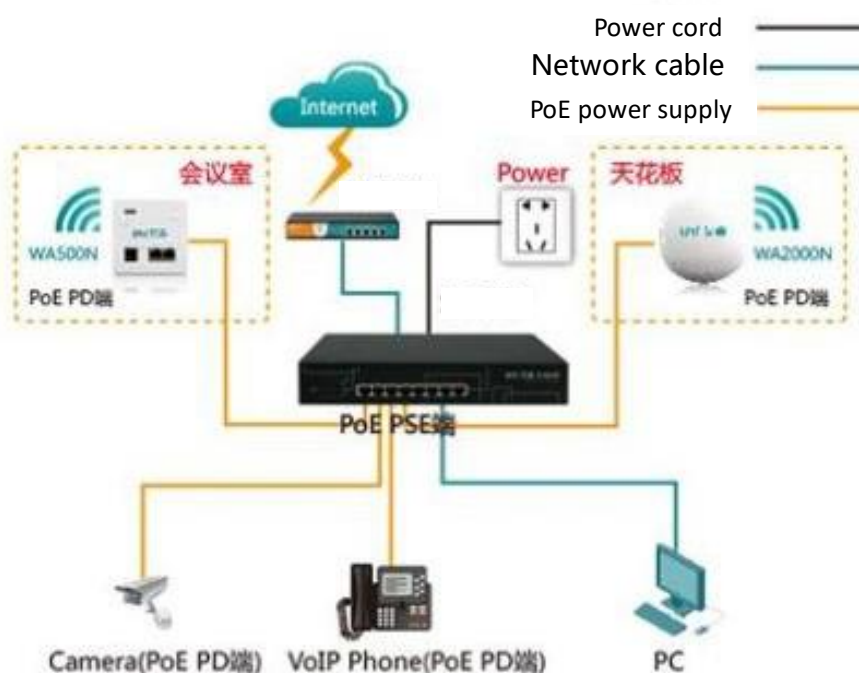 Power cord
Network cable
PoE power supply
Internet
会议室
Power
天花板
WA500N
WA2000N
PoE PD端
PoE PD端
PoE PSE端
Camera(PoE PD端)
VoIP Phone(PoE PD端)
PC